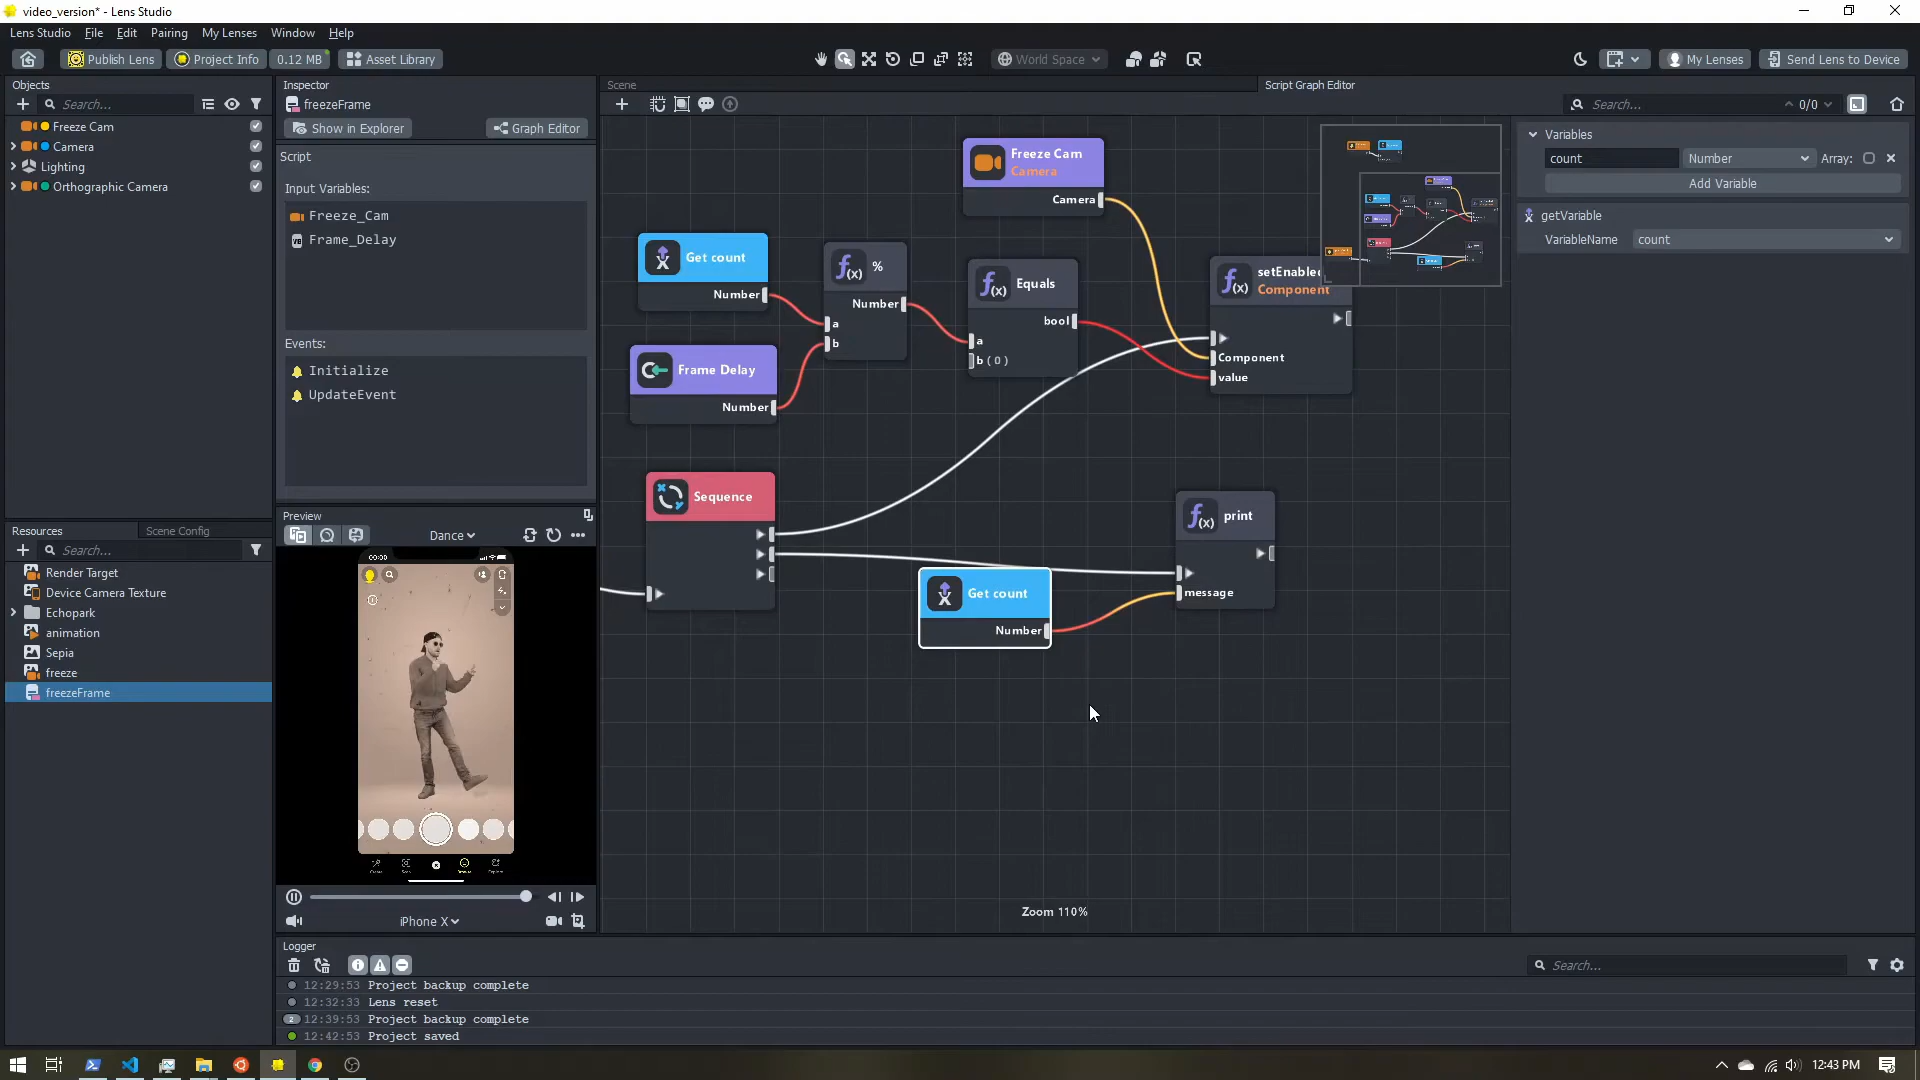 video_version* - Lens Studio
Lens Studio File Edit Pairing My Lenses Window Help
Publish Lens Project Info 0.12 MB Asset Library World Space My Lenses Send Lens to Device
Objects
Search...
Freeze Cam
Camera
Lighting
Orthographic Camera
Resources Scene Config
Search...
Render Target
Device Camera Texture
Echopark
animation
Sepia
freeze
freezeFrame
Inspector
freezeFrame
Show in Explorer Graph Editor
Script
Input Variables:
Freeze_Cam
Frame_Delay
Events:
Initialize
UpdateEvent
Preview
Dance
00:00
iPhone X
Scene Script Graph Editor
Search... 0/0
Freeze Cam
Camera
Camera
Get count
Number
f(x) %
Number
a
b
f(x) Equals
bool
a
b ( 0 )
f(x) setEnabled
Component
Component
value
Frame Delay
Number
Sequence
f(x) print
message
Get count
Number
Zoom 110%
Variables
count Number Array:
Add Variable
getVariable
VariableName count
Logger
Search...
12:29:53 Project backup complete
12:32:33 Lens reset
2 12:39:53 Project backup complete
12:42:53 Project saved
12:43 PM